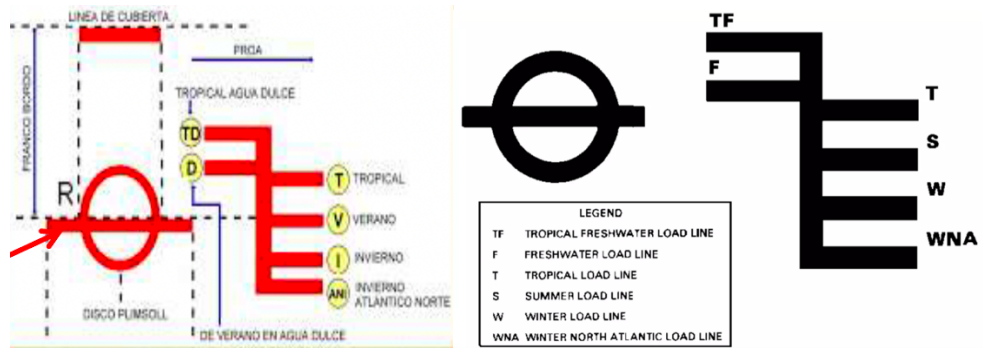 LINEA DE CUBIERTA
PROA
FRANCO BORDO
TROPICAL AGUA DULCE
TD
D
R
T TROPICAL
V VERANO
I INVIERNO
ANI INVIERNO
ATLANTICO NORTE
DISCO PLIMSOLL
DE VERANO EN AGUA DULCE
TF
F
T
S
W
WNA
LEGEND
TF TROPICAL FRESHWATER LOAD LINE
F FRESHWATER LOAD LINE
T TROPICAL LOAD LINE
S SUMMER LOAD LINE
W WINTER LOAD LINE
WNA WINTER NORTH ATLANTIC LOAD LINE